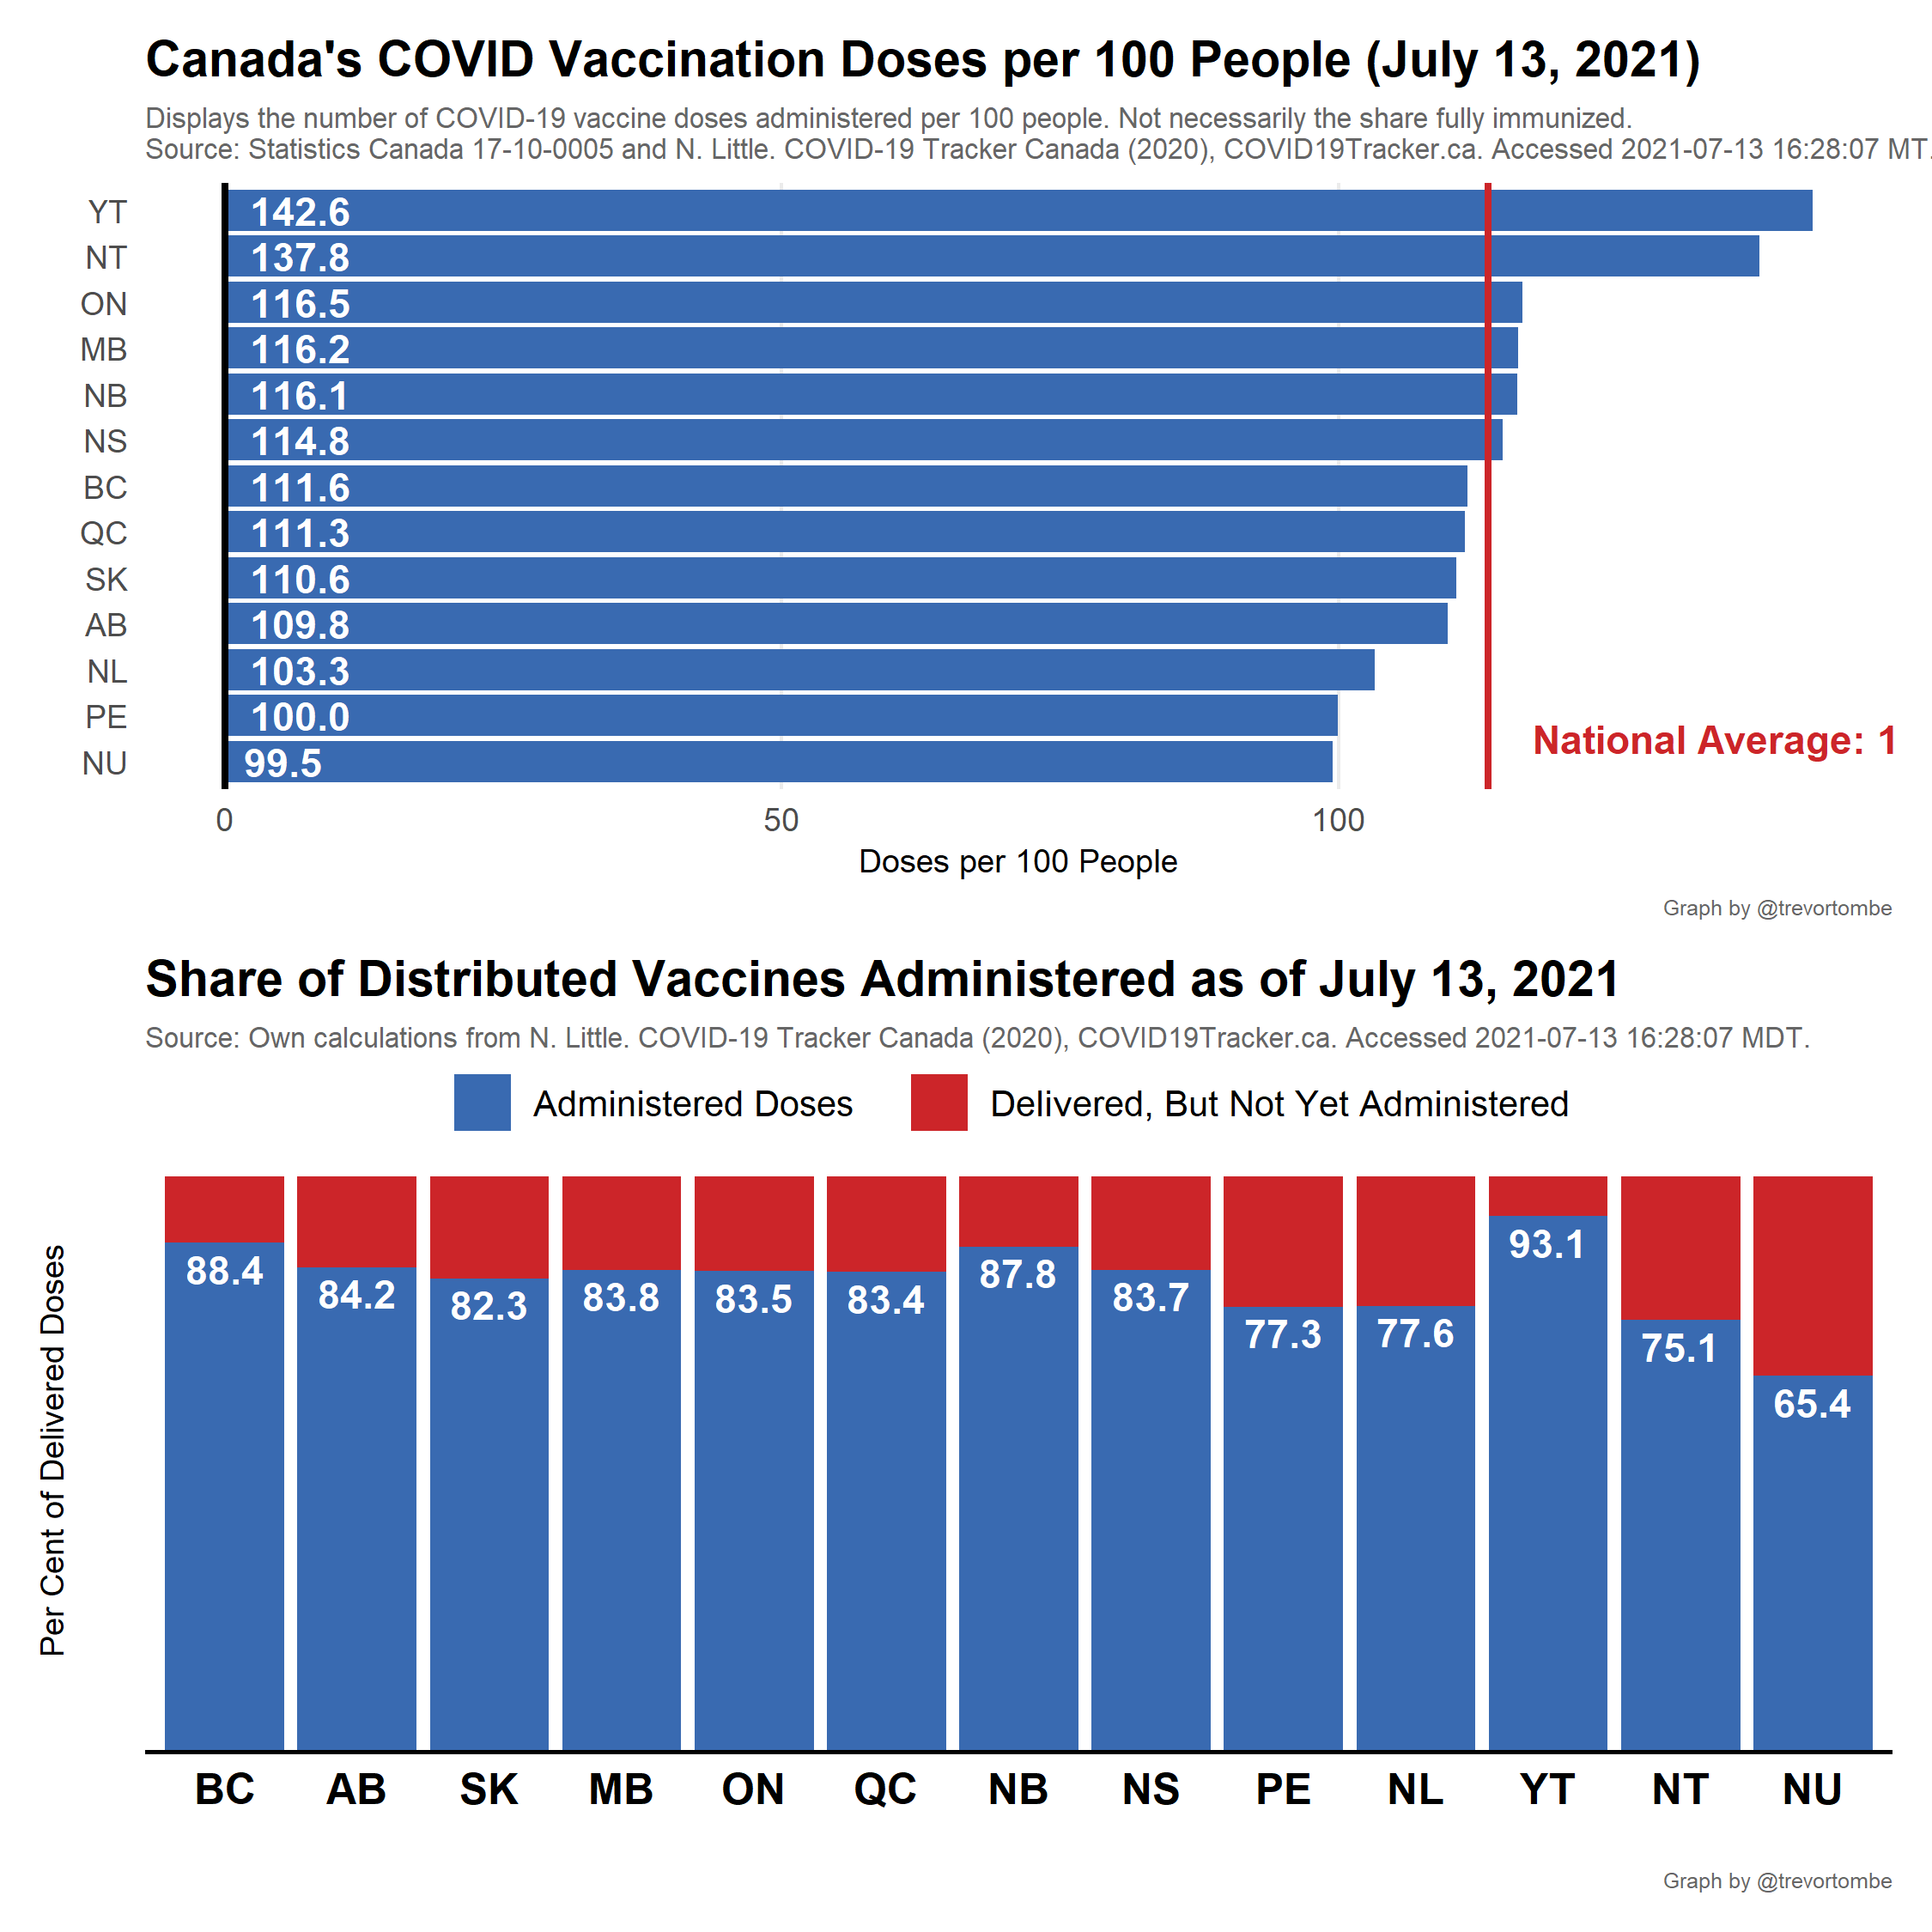 Canada's COVID Vaccination Doses per 100 People (July 13, 2021)
Displays the number of COVID-19 vaccine doses administered per 100 people. Not necessarily the share fully immunized.
Source: Statistics Canada 17-10-0005 and N. Little. COVID-19 Tracker Canada (2020), COVID19Tracker.ca. Accessed 2021-07-13 16:28:07 MT.
YT 142.6
NT 137.8
ON 116.5
MB 116.2
NB 116.1
NS 114.8
BC 111.6
QC 111.3
SK 110.6
AB 109.8
NL 103.3
PE 100.0
National Average: 1
NU 99.5
0 50 100
Doses per 100 People
Graph by @trevortombe
Share of Distributed Vaccines Administered as of July 13, 2021
Source: Own calculations from N. Little. COVID-19 Tracker Canada (2020), COVID19Tracker.ca. Accessed 2021-07-13 16:28:07 MDT.
Administered Doses Delivered, But Not Yet Administered
Per Cent of Delivered Doses
88.4 84.2 82.3 83.8 83.5 83.4 87.8 83.7 77.3 77.6 93.1 75.1 65.4
BC AB SK MB ON QC NB NS PE NL YT NT NU
Graph by @trevortombe